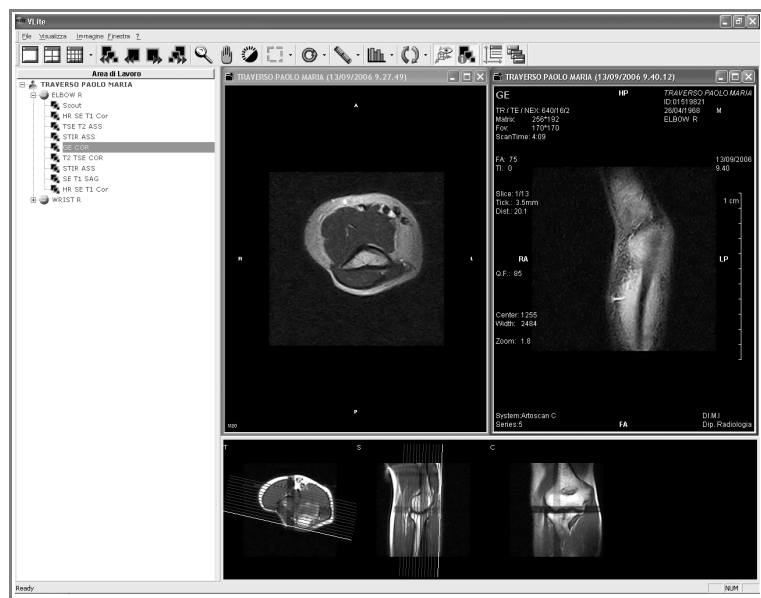 VLite
File Visualizza Immagine Finestra ?
Area di Lavoro
TRAVERSO PAOLO MARIA
ELBOW R
Scout
HR SE T1 Cor
TSE T2 ASS
STIR ASS
GE COR
T2 TSE COR
STIR ASS
SE T1 SAG
HR SE T1 Cor
WRIST R
TRAVERSO PAOLO MARIA (13/09/2006 9.27.49)
A
R
L
P
M20
TRAVERSO PAOLO MARIA (13/09/2006 9.40.12)
GE
HP
TRAVERSO PAOLO MARIA
ID:01519821
TR / TE / NEX: 640/16/2
26/04/1968 M
Matrix: 256*192
ELBOW R
Fov: 170*170
ScanTime: 4:09
FA: 75
13/09/2006
TI: 0
9.40
Slice: 1/13
1 cm
Tick.: 3.5mm
Dist.: 20.1
RA
LP
Q.F.: 85
Center: 1255
Width: 2484
Zoom: 1.8
System:Artoscan C
DI.M.I
Series:5
FA
Dip. Radiologia
T
S
C
Ready
NUM